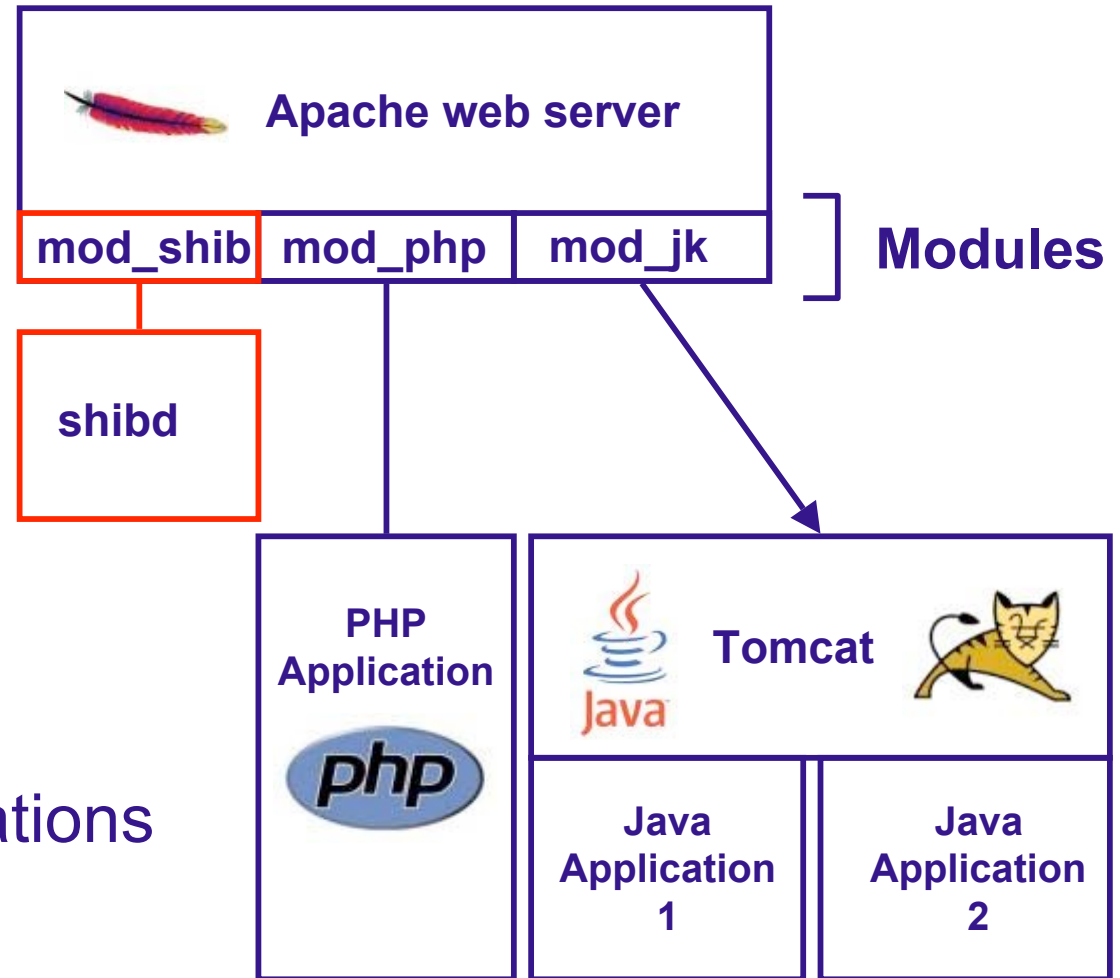 Apache web server
mod_shib
mod_php
mod_jk
Modules
shibd
PHP
Application
php
Java
Tomcat
ations
Java
Application
1
Java
Application
2